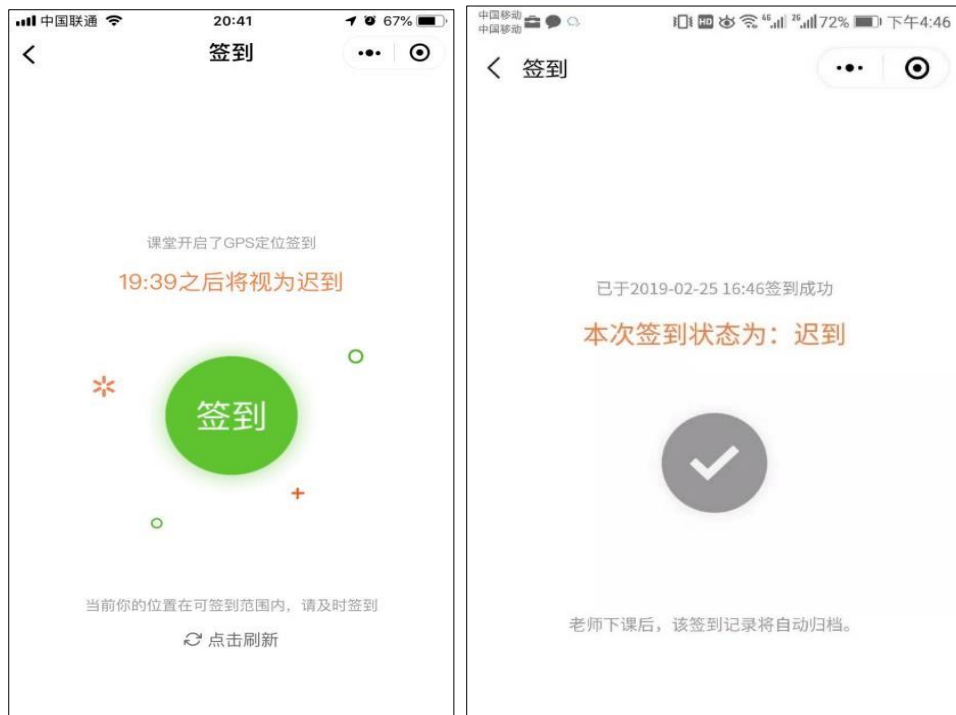 中国联通
20:41
67%
签到
课堂开启了GPS定位签到
19:39之后将视为迟到
签到
当前你的位置在可签到范围内，请及时签到
点击刷新
中国移动
中国移动
HD
46
26
72%
下午4:46
签到
已于2019-02-25 16:46签到成功
本次签到状态为：迟到
老师下课后，该签到记录将自动归档。